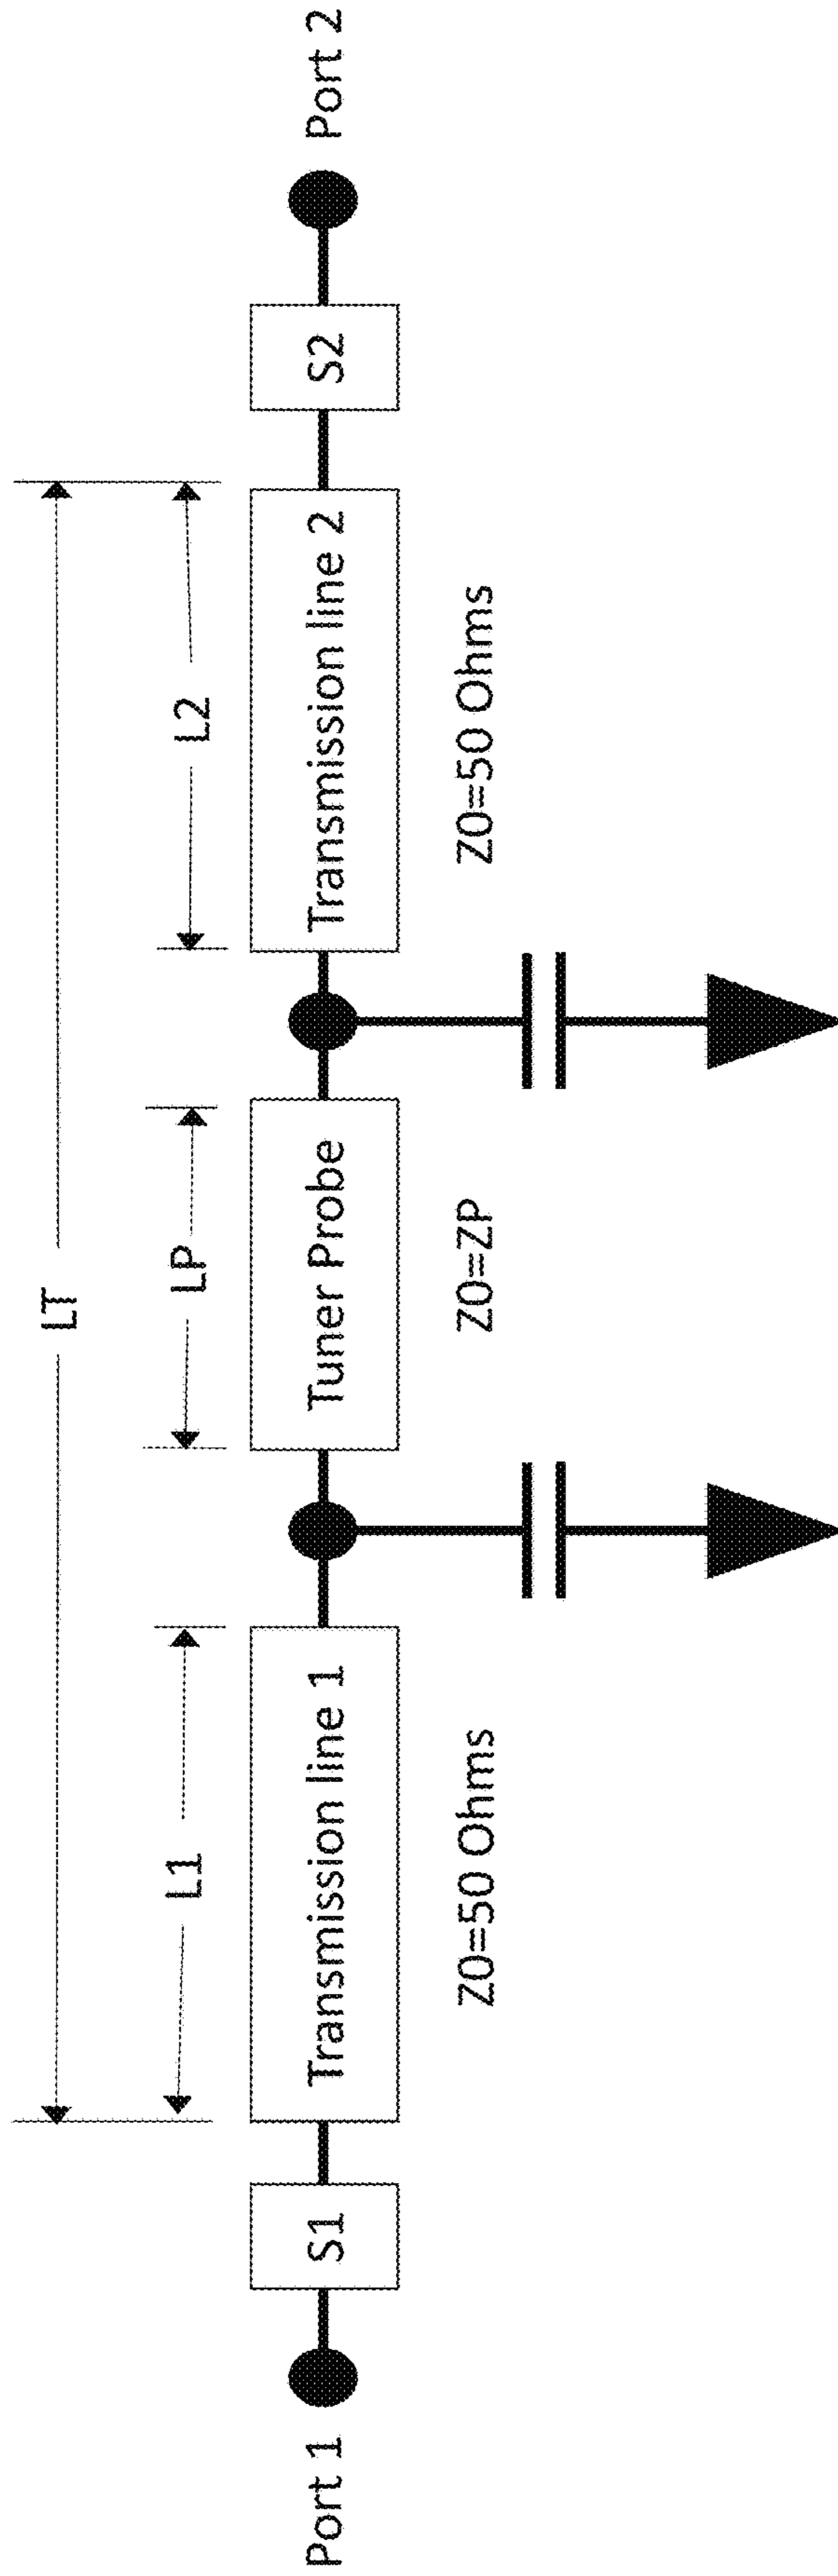 LT
L1
LP
L2
Port 1
S1
Transmission line 1
Tuner Probe
Transmission line 2
S2
Port 2
Z0=50 Ohms
Z0=ZP
Z0=50 Ohms